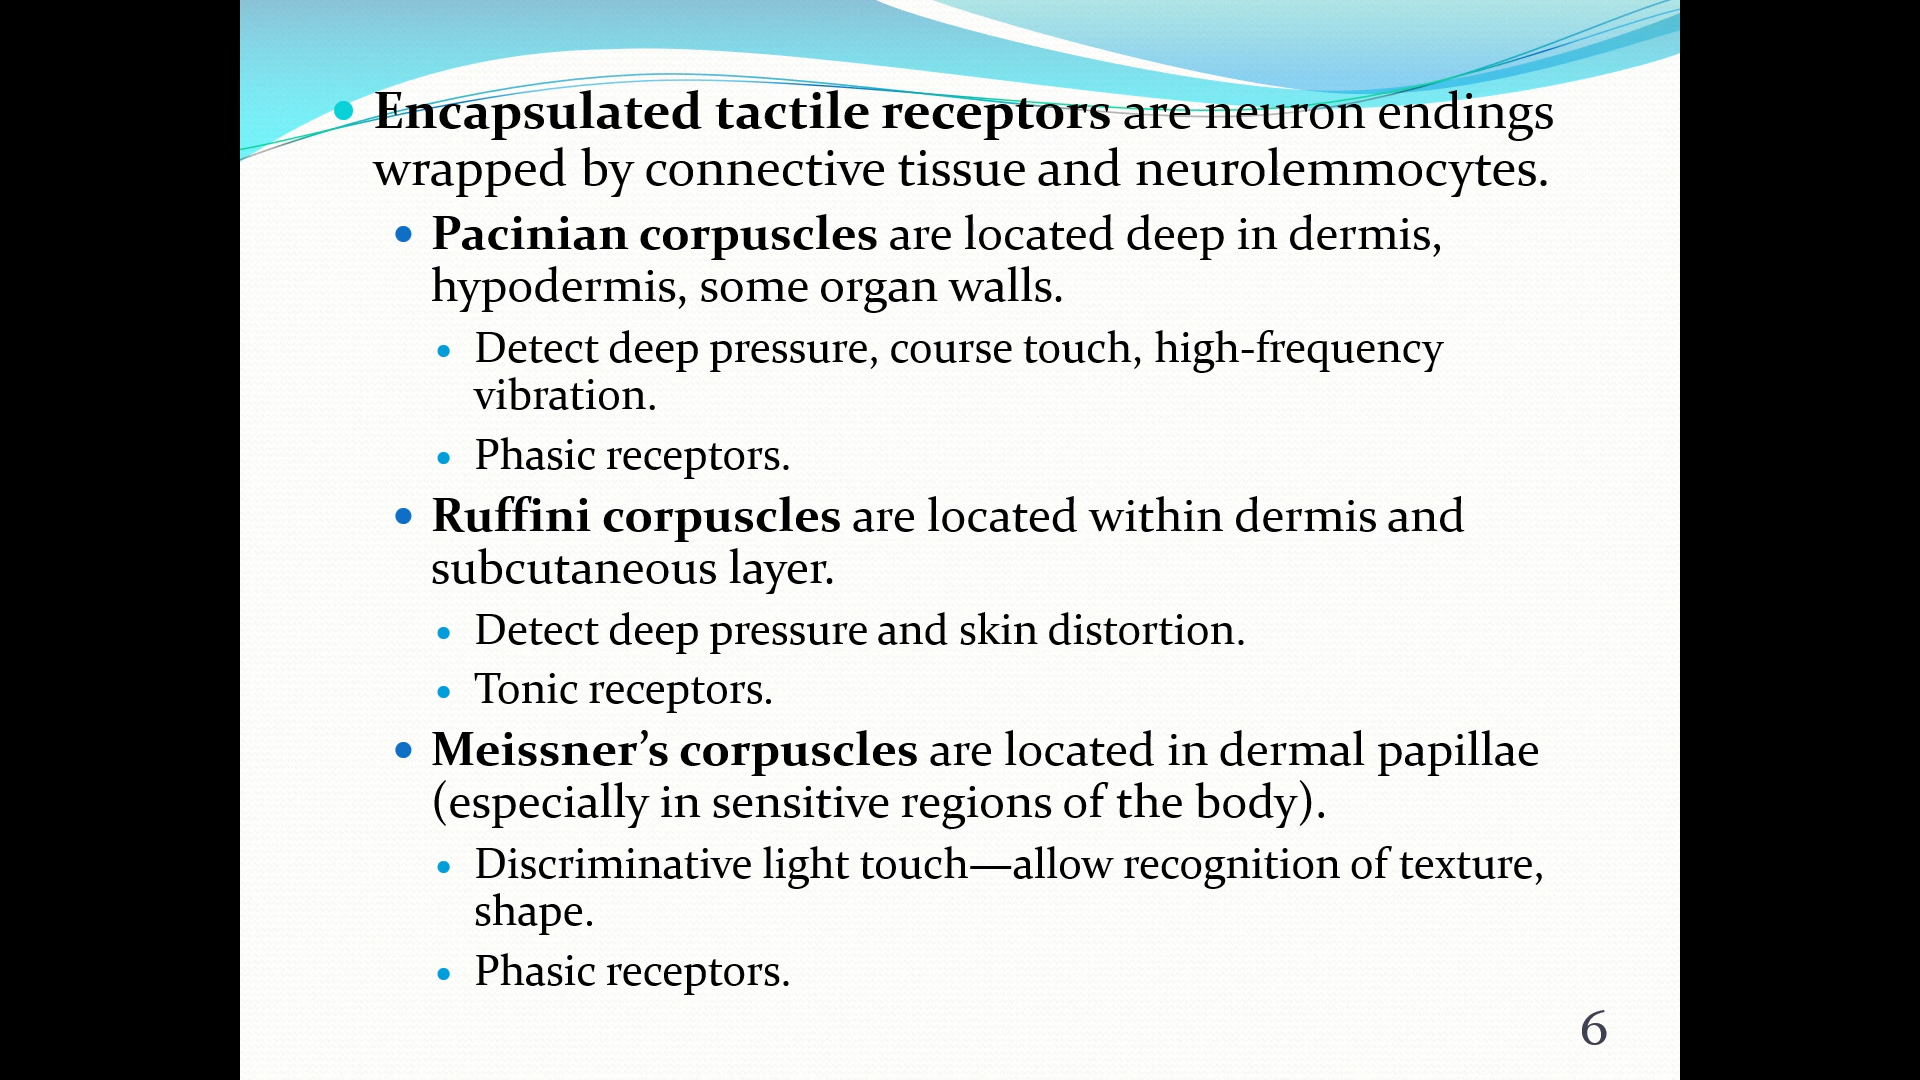 • Encapsulated tactile receptors are neuron endings
wrapped by connective tissue and neurolemmocytes.
• Pacinian corpuscles are located deep in dermis,
hypodermis, some organ walls.
• Detect deep pressure, course touch, high-frequency
vibration.
• Phasic receptors.
• Ruffini corpuscles are located within dermis and
subcutaneous layer.
• Detect deep pressure and skin distortion.
• Tonic receptors.
• Meissner’s corpuscles are located in dermal papillae
(especially in sensitive regions of the body).
• Discriminative light touch—allow recognition of texture,
shape.
• Phasic receptors.
6